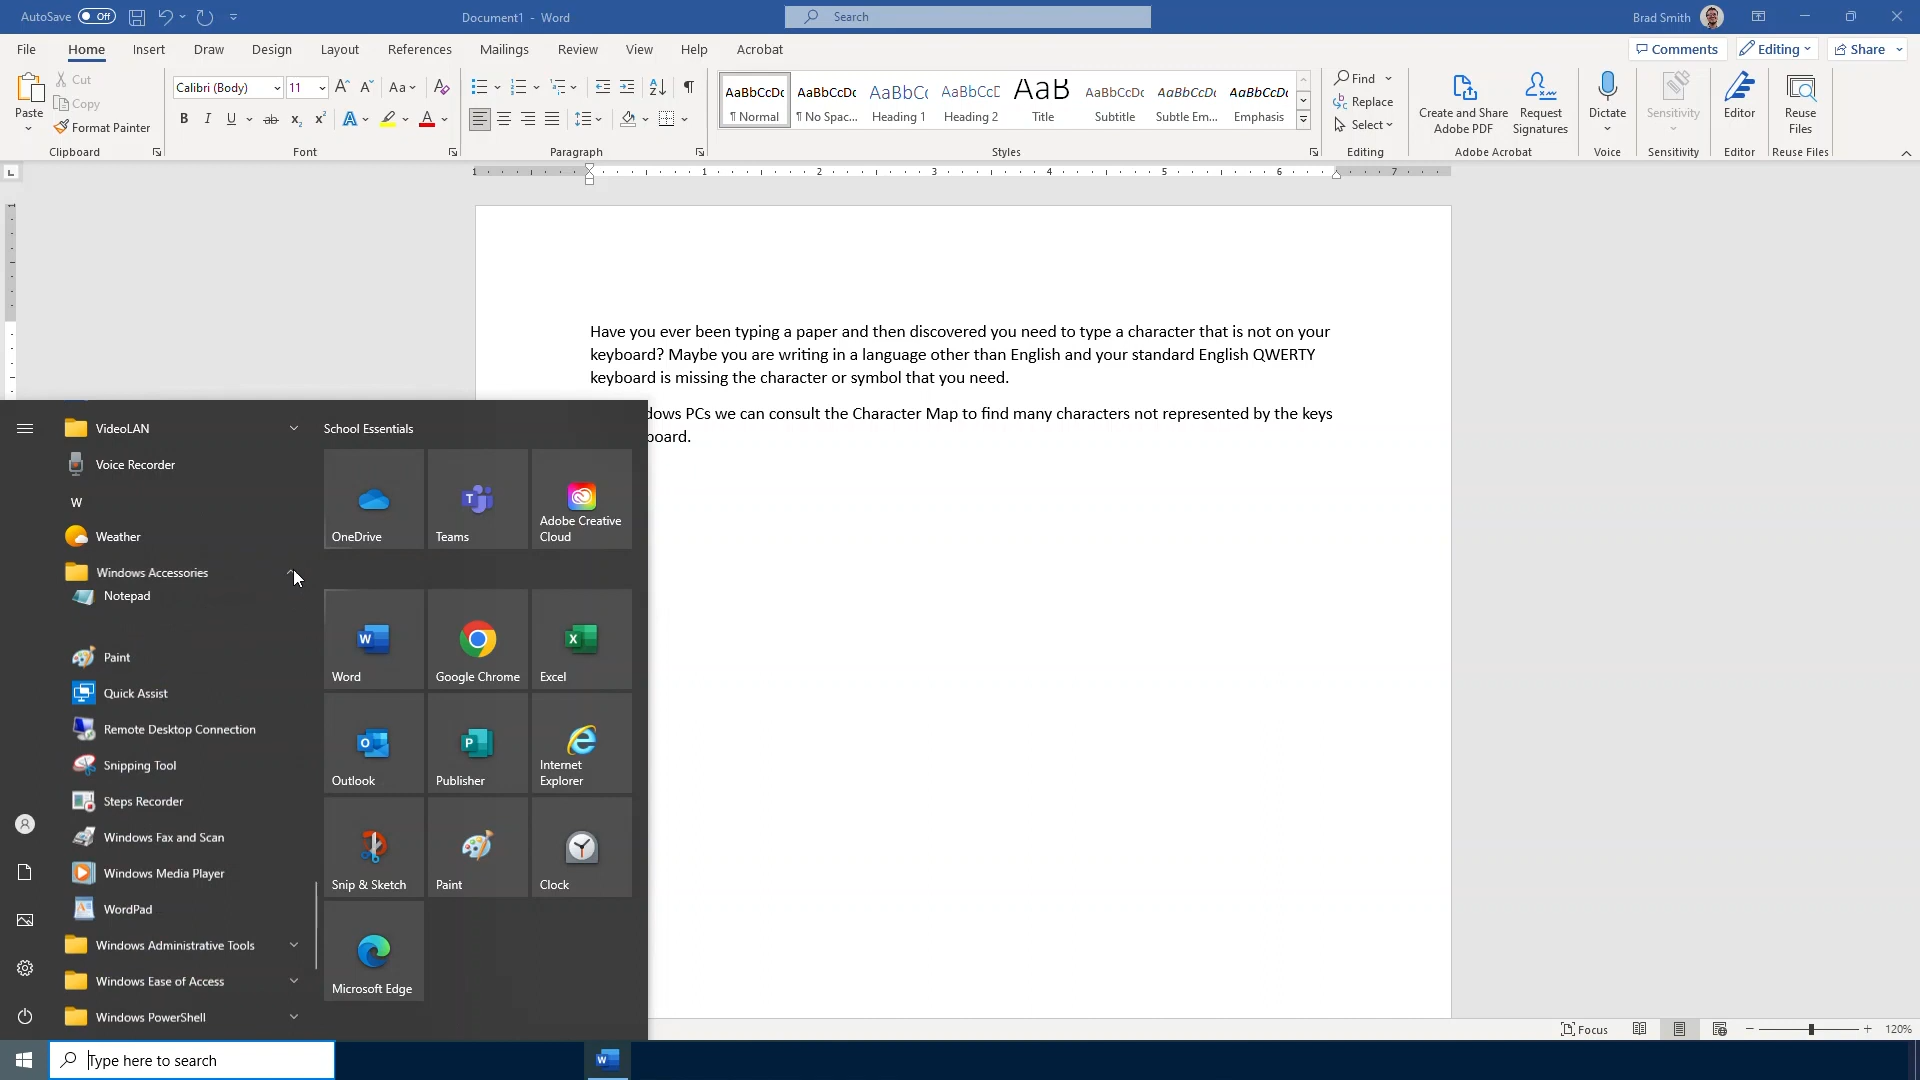 AutoSave Off
Document1 - Word
Search
Brad Smith
File Home Insert Draw Design Layout References Mailings Review View Help Acrobat
Comments Editing Share
Paste
Cut
Copy
Format Painter
Clipboard
Calibri (Body) 11
Font
Paragraph
AaBbCcDc
¶ Normal
AaBbCcDc
¶ No Spac...
AaBbC
Heading 1
AaBbCcD
Heading 2
AaB
Title
AaBbCcDc
Subtitle
AaBbCcDc
Subtle Em...
AaBbCcDc
Emphasis
Styles
Find
Replace
Select
Editing
Create and Share
Adobe PDF
Request
Signatures
Adobe Acrobat
Dictate
Voice
Sensitivity
Sensitivity
Editor
Editor
Reuse
Files
Reuse Files
1 1 2 3 4 5 6 7
Have you ever been typing a paper and then discovered you need to type a character that is not on your
keyboard? Maybe you are writing in a language other than English and your standard English QWERTY
keyboard is missing the character or symbol that you need.
dows PCs we can consult the Character Map to find many characters not represented by the keys
board.
VideoLAN
Voice Recorder
W
Weather
Windows Accessories
Notepad
Paint
Quick Assist
Remote Desktop Connection
Snipping Tool
Steps Recorder
Windows Fax and Scan
Windows Media Player
WordPad
Windows Administrative Tools
Windows Ease of Access
Windows PowerShell
School Essentials
OneDrive
Teams
Adobe Creative
Cloud
Word
Google Chrome
Excel
Outlook
Publisher
Internet
Explorer
Snip & Sketch
Paint
Clock
Microsoft Edge
Focus
120%
Type here to search